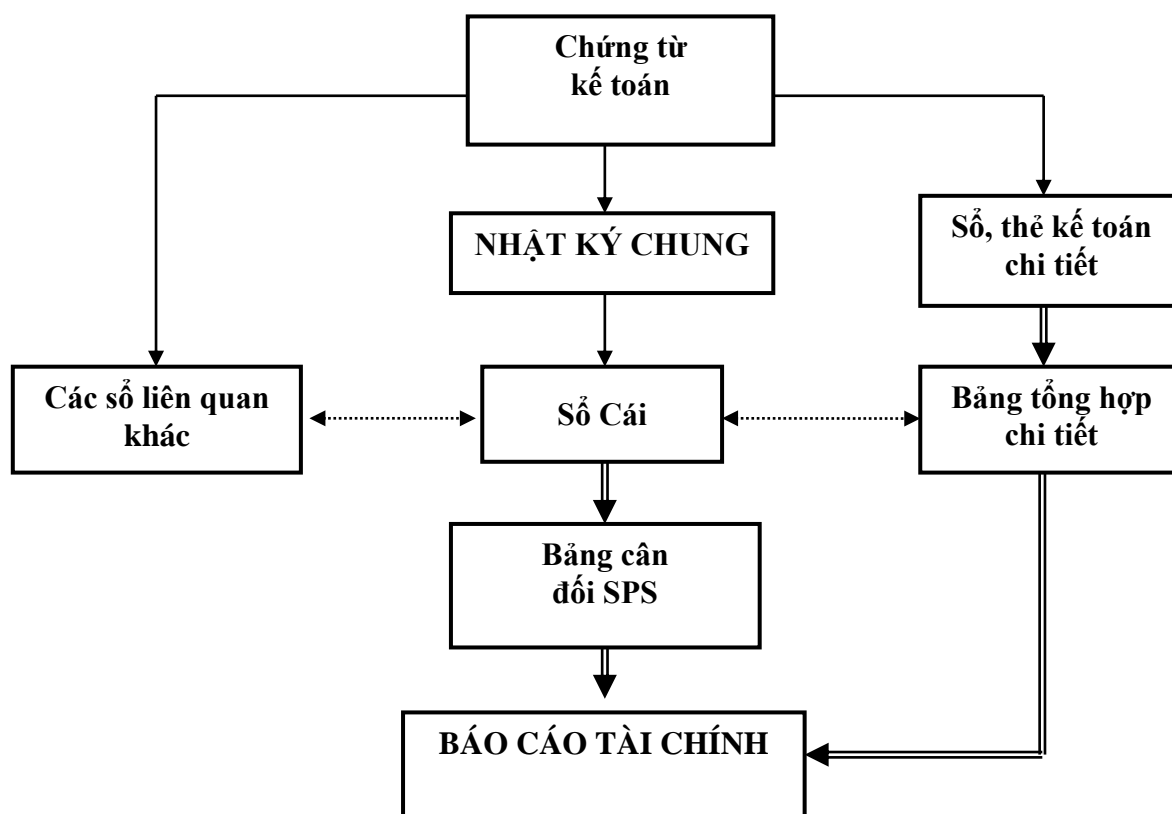 Chứng từ
kế toán
NHẬT KÝ CHUNG
Sổ, thẻ kế toán
chi tiết
Các sổ liên quan
khác
Sổ Cái
Bảng tổng hợp
chi tiết
Bảng cân
đối SPS
BÁO CÁO TÀI CHÍNH